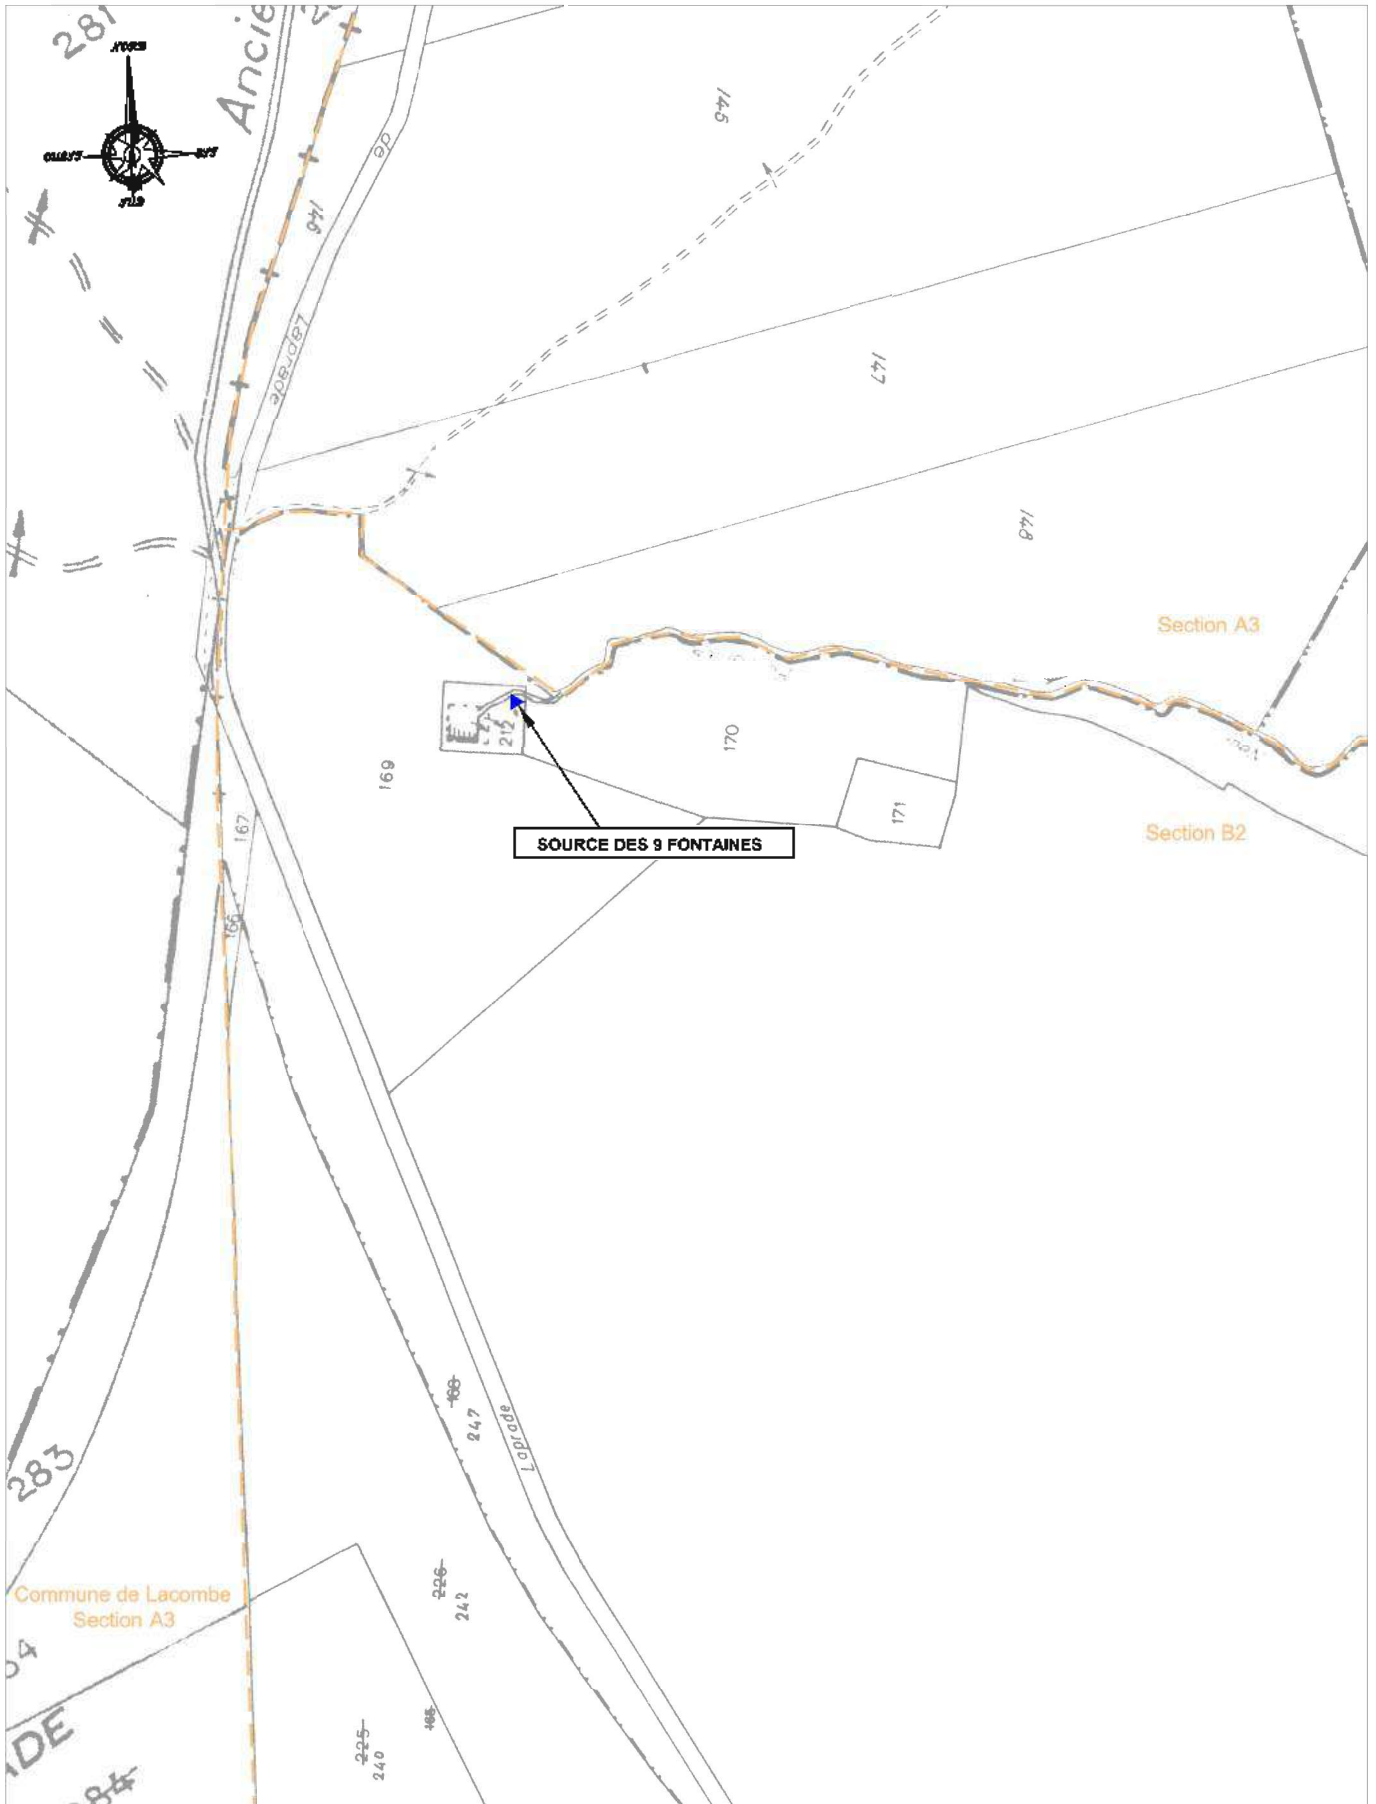 281
Ancie
NORD
OUEST
EST
SUD
145
de
146
Laprade
147
148
Section A3
212
170
169
171
SOURCE DES 9 FONTAINES
Section B2
167
166
168
247
Laprade
283
226
242
Commune de Lacombe
Section A3
165
225
240